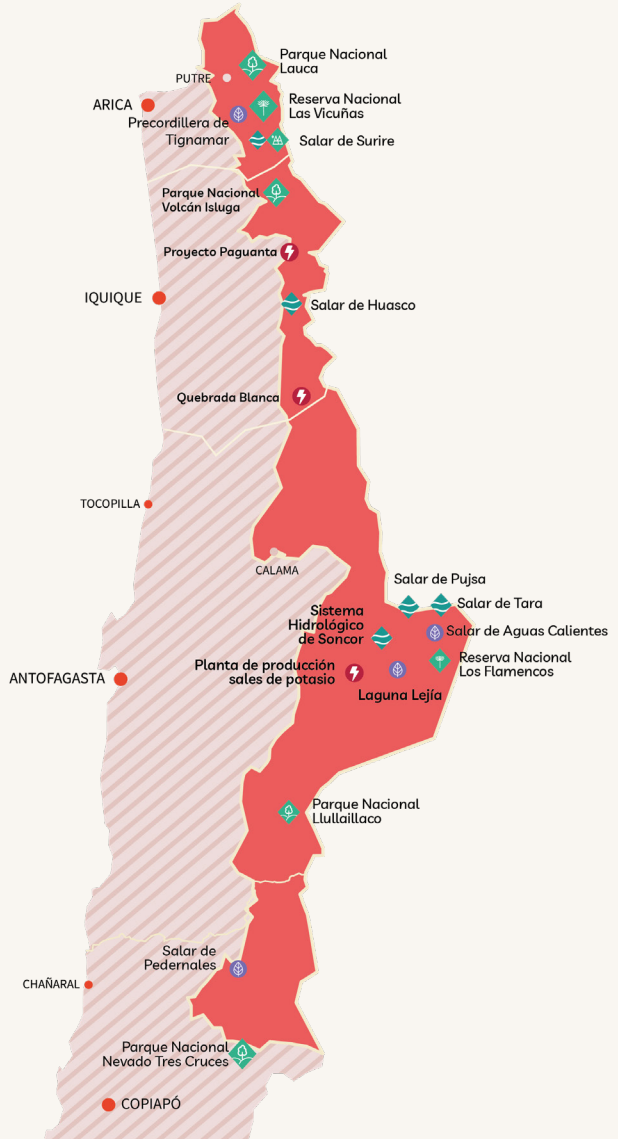 Parque Nacional
Lauca
PUTRE
ARICA
Reserva Nacional
Las Vicuñas
Precordillera de
Tignamar
Salar de Surire
Parque Nacional
Volcán Isluga
Proyecto Paguanta
IQUIQUE
Salar de Huasco
Quebrada Blanca
TOCOPILLA
CALAMA
Salar de Pujsa
Salar de Tara
Sistema
Hidrológico
de Soncor
Salar de Aguas Calientes
Reserva Nacional
Los Flamencos
Planta de producción
sales de potasio
ANTOFAGASTA
Laguna Lejía
Parque Nacional
Llullaillaco
Salar de
Pedernales
CHAÑARAL
Parque Nacional
Nevado Tres Cruces
COPIAPÓ